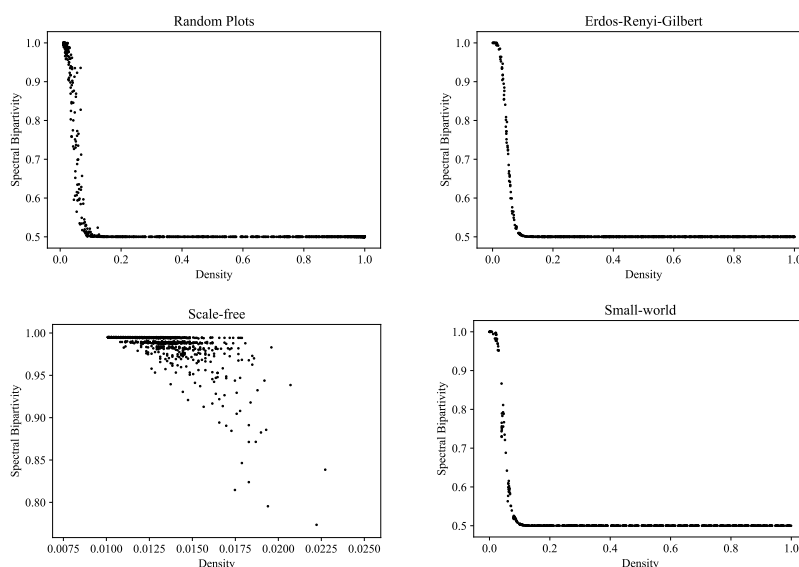 Random Plots
1.0
0.9
0.8
0.7
0.6
0.5
Spectral Bipartivity
0.0 0.2 0.4 0.6 0.8 1.0
Density
Erdos-Renyi-Gilbert
1.0
0.9
0.8
0.7
0.6
0.5
Spectral Bipartivity
0.0 0.2 0.4 0.6 0.8 1.0
Density
Scale-free
1.00
0.95
0.90
0.85
0.80
Spectral Bipartivity
0.0075 0.0100 0.0125 0.0150 0.0175 0.0200 0.0225 0.0250
Density
Small-world
1.0
0.9
0.8
0.7
0.6
0.5
Spectral Bipartivity
0.0 0.2 0.4 0.6 0.8 1.0
Density